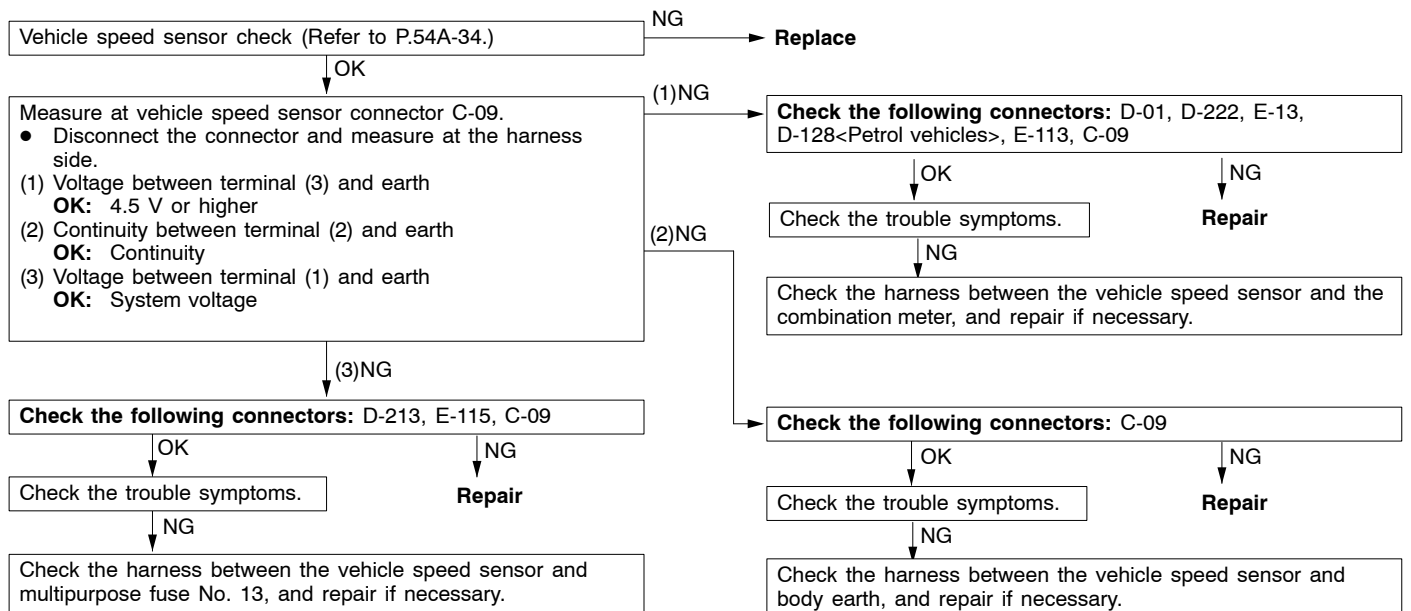 Vehicle speed sensor check (Refer to P.54A-34.)
NG
Replace
OK
Measure at vehicle speed sensor connector C-09.
● Disconnect the connector and measure at the harness
side.
(1) Voltage between terminal (3) and earth
OK: 4.5 V or higher
(2) Continuity between terminal (2) and earth
OK: Continuity
(3) Voltage between terminal (1) and earth
OK: System voltage
(1)NG
Check the following connectors: D-01, D-222, E-13,
D-128<Petrol vehicles>, E-113, C-09
OK
NG
Check the trouble symptoms.
Repair
NG
Check the harness between the vehicle speed sensor and the
combination meter, and repair if necessary.
(2)NG
Check the following connectors: C-09
OK
NG
Check the trouble symptoms.
Repair
NG
Check the harness between the vehicle speed sensor and
body earth, and repair if necessary.
(3)NG
Check the following connectors: D-213, E-115, C-09
OK
NG
Check the trouble symptoms.
Repair
NG
Check the harness between the vehicle speed sensor and
multipurpose fuse No. 13, and repair if necessary.